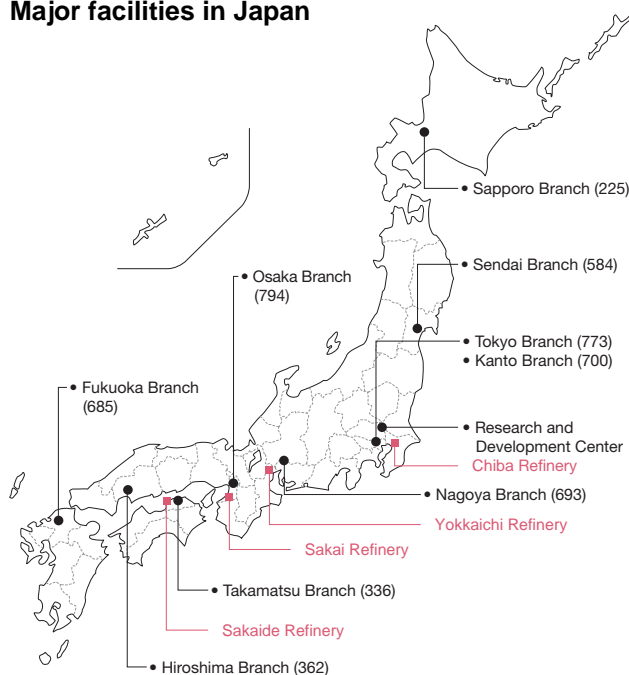 Major facilities in Japan
• Sapporo Branch (225)
• Sendai Branch (584)
• Osaka Branch
(794)
• Tokyo Branch (773)
• Kanto Branch (700)
• Fukuoka Branch
(685)
• Research and
Development Center
Chiba Refinery
• Nagoya Branch (693)
Yokkaichi Refinery
Sakai Refinery
• Takamatsu Branch (336)
Sakaide Refinery
• Hiroshima Branch (362)